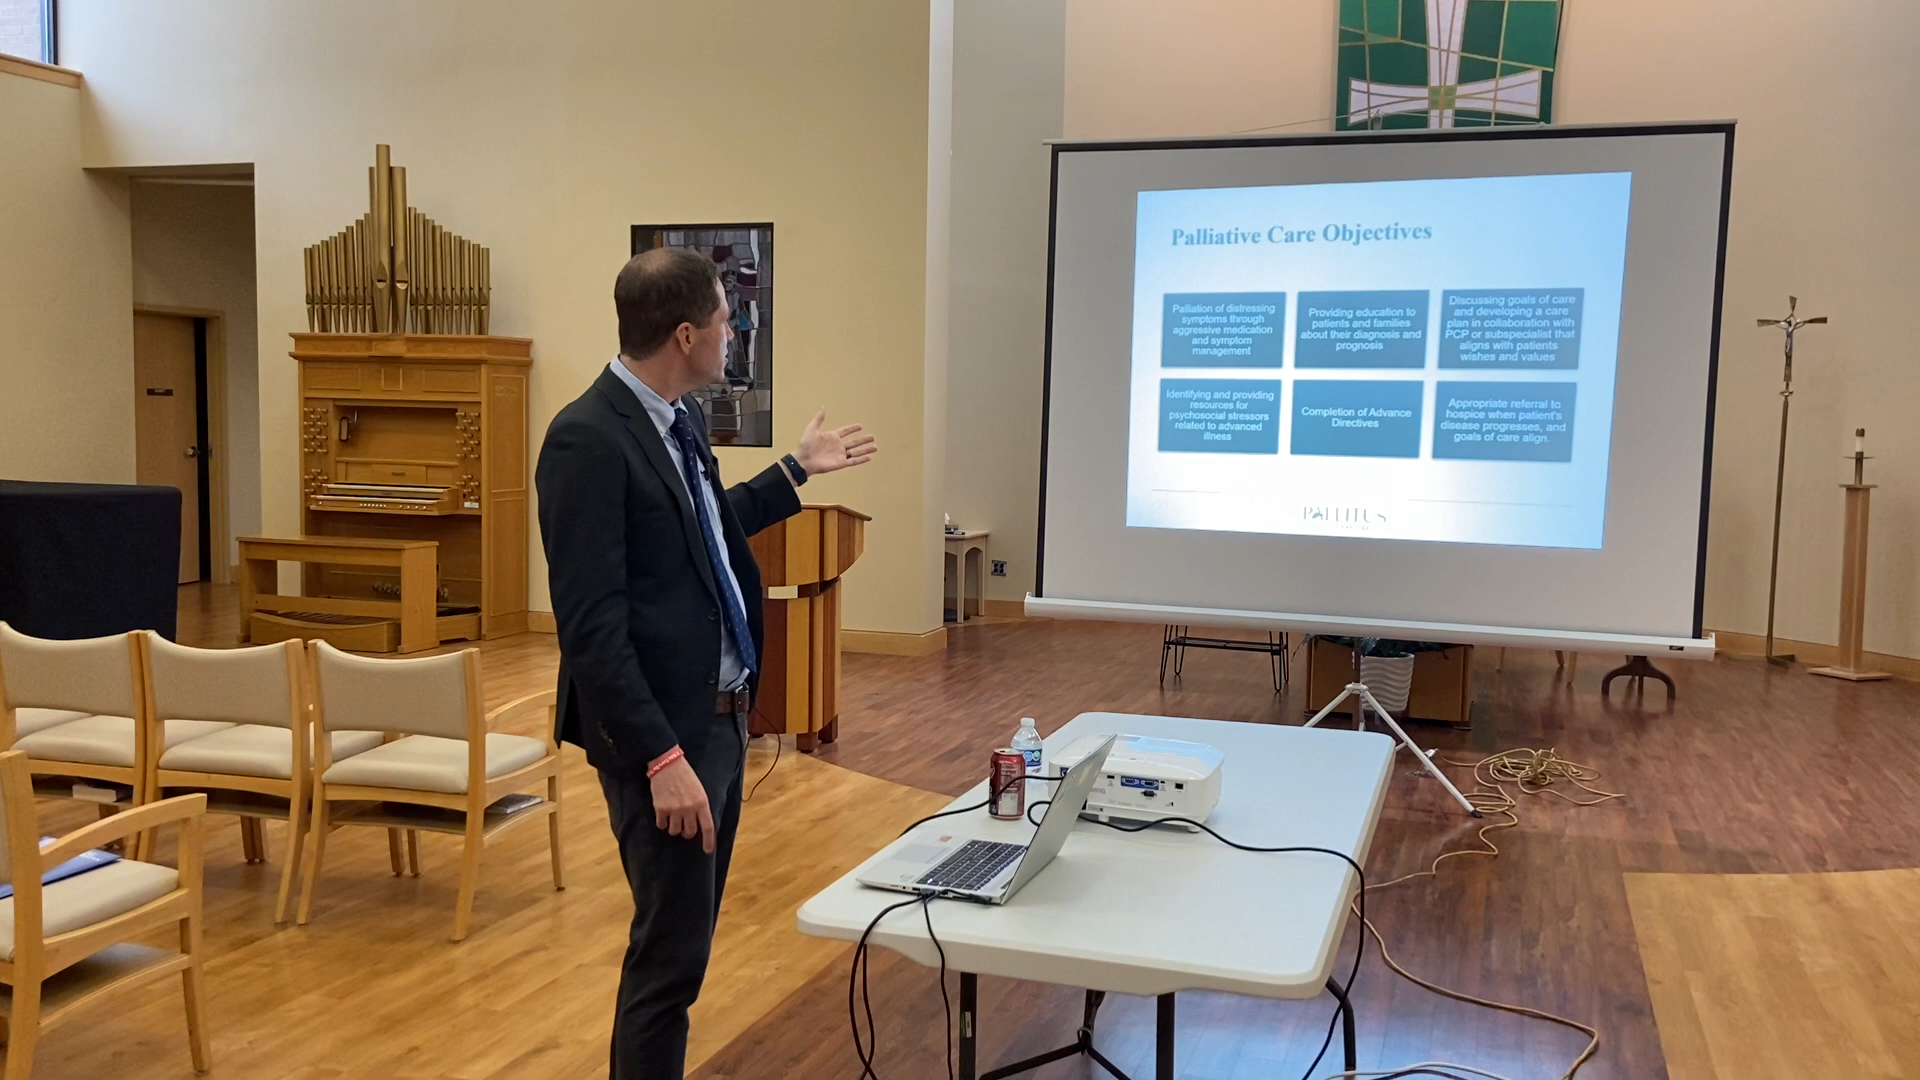 Palliative Care Objectives
Palliation of distressing
symptoms through
aggressive medication
and symptom
management
Providing education to
patients and families
about their diagnosis and
prognosis
Discussing goals of care
and developing a care
plan in collaboration with
PCP or subspecialist that
aligns with patients
wishes and values
Identifying and providing
resources for
psychosocial stressors
related to advanced
illness
Completion of Advance
Directives
Appropriate referral to
hospice when patient's
disease progresses, and
goals of care align.
PALLITUS